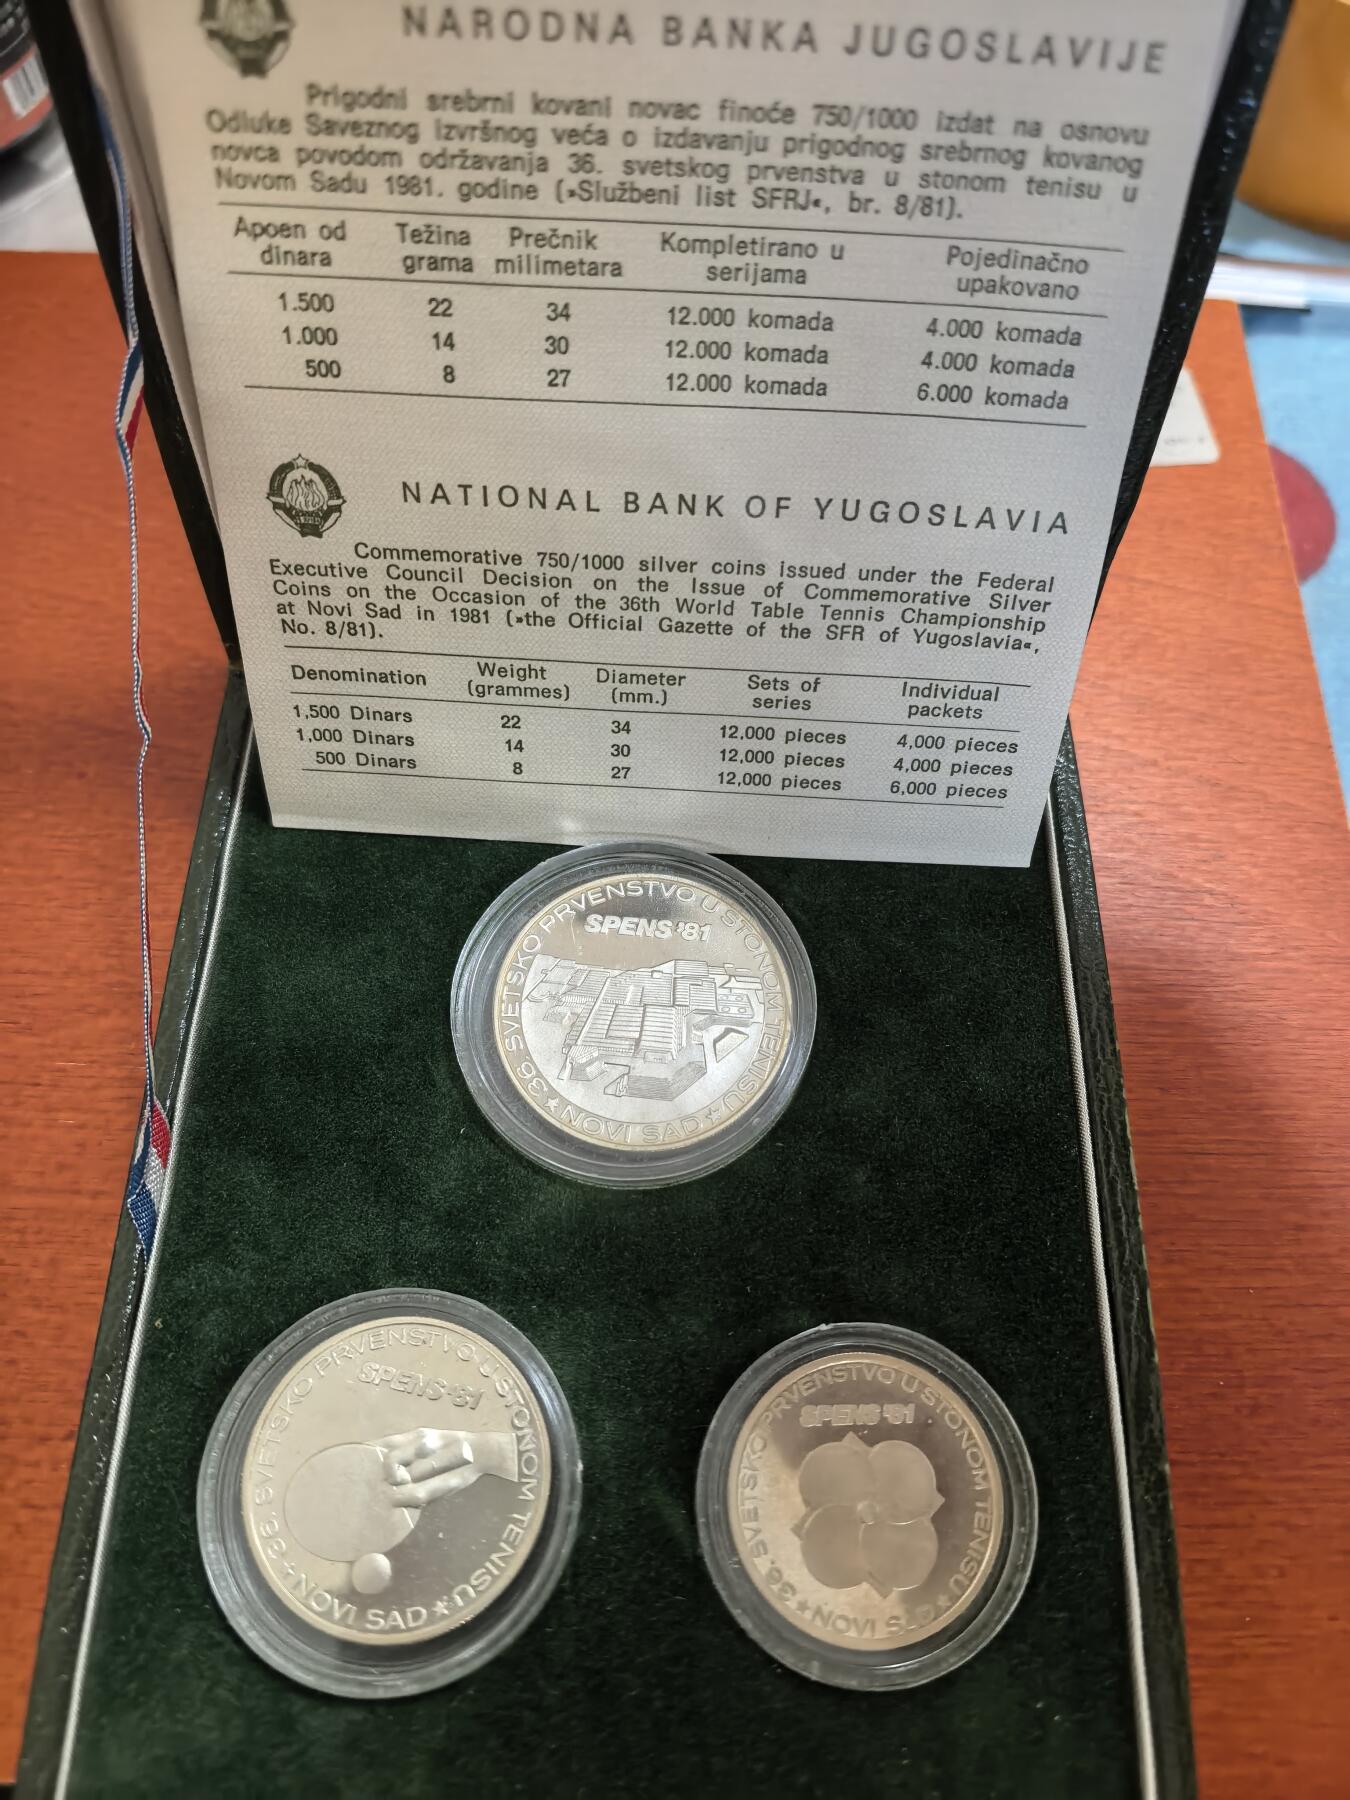 NARODNA BANKA JUGOSLAVIJE
Prigodni srebrni kovani novac finoće 750/1000 izdat na osnovu
Odluke Saveznog izvršnog veća o izdavanju prigodnog srebrnog kovanog
novca povodom održavanja 36. svetskog prvenstva u stonom tenisu u
Novom Sadu 1981. godine (»Službeni list SFRJ«, br. 8/81).
Apoen od dinara Težina grama Prečnik milimetara Kompletirano u serijama Pojedinačno upakovano
1.500 22 34 12.000 komada 4.000 komada
1.000 14 30 12.000 komada 4.000 komada
500 8 27 12.000 komada 6.000 komada
NATIONAL BANK OF YUGOSLAVIA
Commemorative 750/1000 silver coins issued under the Federal
Executive Council Decision on the Issue of Commemorative Silver
Coins on the Occasion of the 36th World Table Tennis Championship
at Novi Sad in 1981 (»the Official Gazette of the SFR of Yugoslavia«,
No. 8/81).
Denomination Weight (grammes) Diameter (mm.) Sets of series Individual packets
1,500 Dinars 22 34 12,000 pieces 4,000 pieces
1,000 Dinars 14 30 12,000 pieces 4,000 pieces
500 Dinars 8 27 12,000 pieces 6,000 pieces
36. SVETSKO PRVENSTVO U STONOM TENISU
SPENS '81
★ NOVI SAD ★
36. SVETSKO PRVENSTVO U STONOM TENISU
SPENS '81
★ NOVI SAD ★
36. SVETSKO PRVENSTVO U STONOM TENISU
SPENS '81
★ NOVI SAD ★